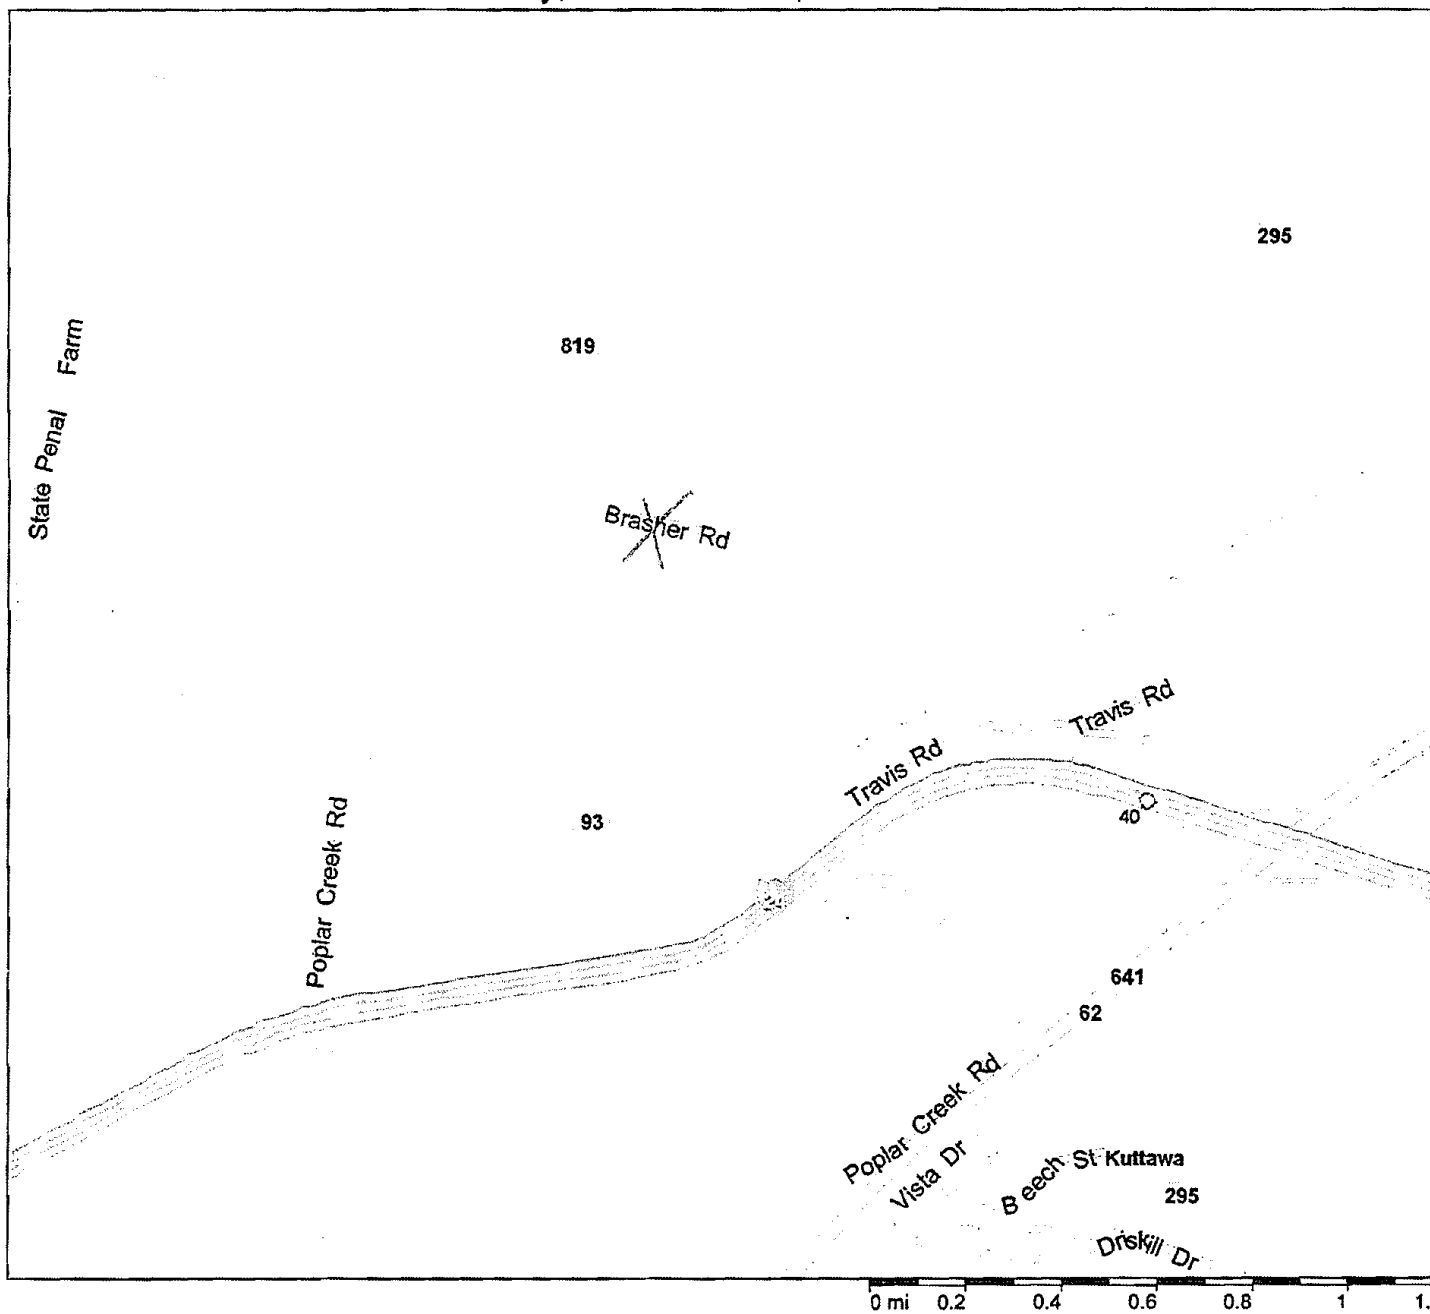 295
819
State Penal Farm
Brasher Rd
Travis Rd
Travis Rd
40
93
Poplar Creek Rd
641
62
Poplar Creek Rd
Vista Dr
Beech St Kuttawa
295
Driskill Dr
0 mi 0.2 0.4 0.6 0.8 1 1.